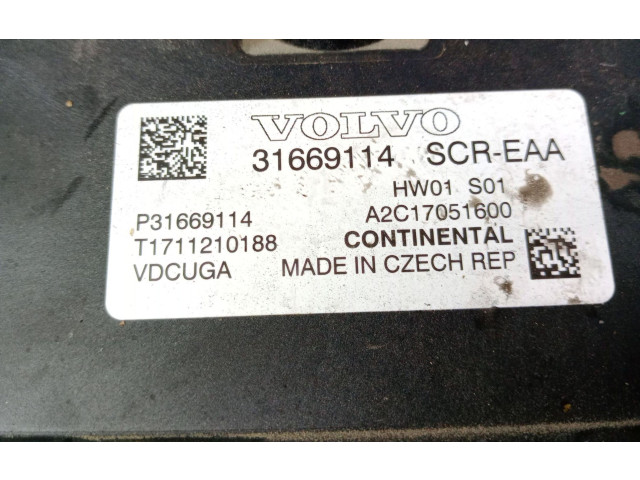 VOLVO
31669114 SCR-EAA
HW01 S01
P31669114 A2C17051600
T1711210188 CONTINENTAL
VDCUGA MADE IN CZECH REP